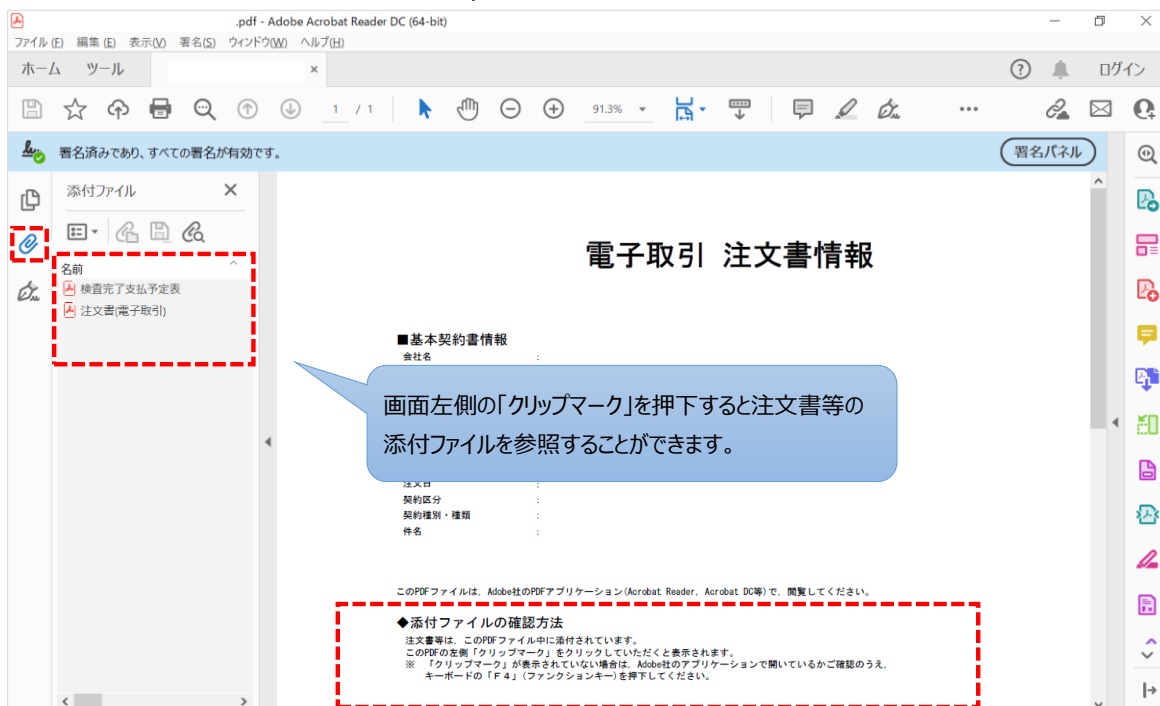 .pdf - Adobe Acrobat Reader DC (64-bit)
ファイル(F) 編集(E) 表示(V) 署名(S) ウィンドウ(W) ヘルプ(H)
ホーム ツール × ? ログイン
1 / 1 91.3%
署名済みであり、すべての署名が有効です。 署名パネル
添付ファイル
名前
検査完了支払予定表
注文書(電子取引)
電子取引 注文書情報
■基本契約書情報
会社名 :
画面左側の「クリップマーク」を押下すると注文書等の
添付ファイルを参照することができます。
注文日 :
契約区分 :
契約種別・種類 :
件名 :
このPDFファイルは、Adobe社のPDFアプリケーション(Acrobat Reader、Acrobat DC等)で、閲覧してください。
◆添付ファイルの確認方法
注文書等は、このPDFファイル中に添付されています。
このPDFの左側「クリップマーク」をクリックしていただくと表示されます。
※ 「クリップマーク」が表示されていない場合は、Adobe社のアプリケーションで開いているかご確認のうえ、
キーボードの「F4」(ファンクションキー)を押下してください。